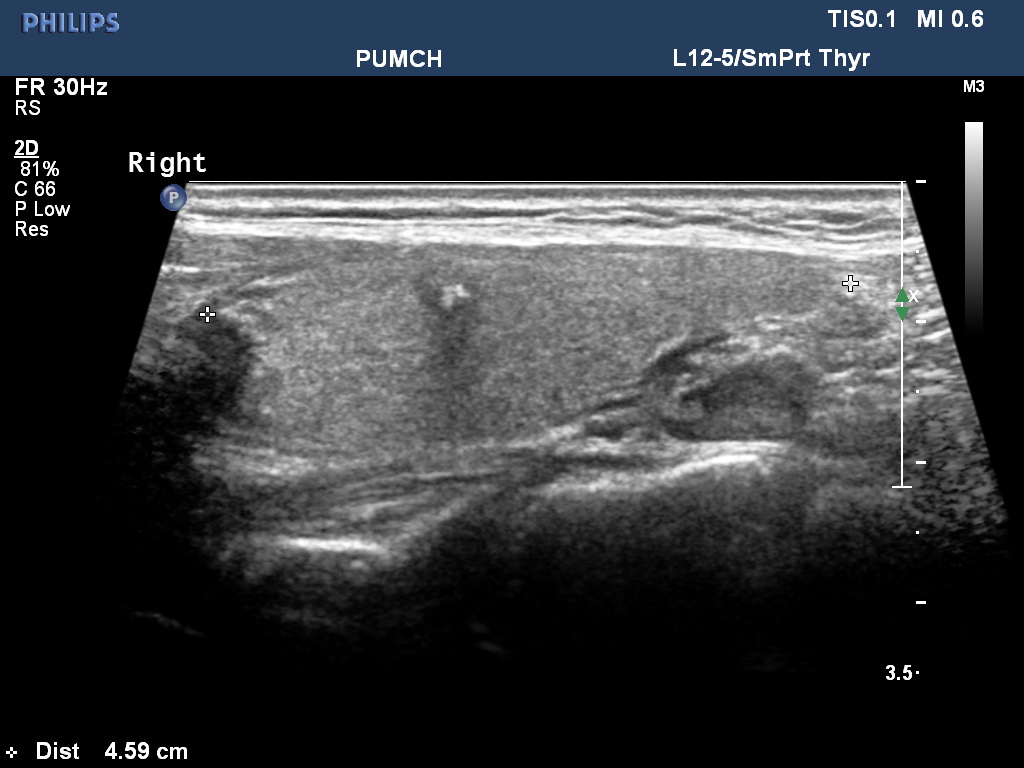 PHILIPS
TIS0.1 MI 0.6
PUMCH
L12-5/SmPrt Thyr
FR 30Hz
RS
M3
2D
81%
C 66
P Low
Res
Right
P
x
3.5
Dist 4.59 cm